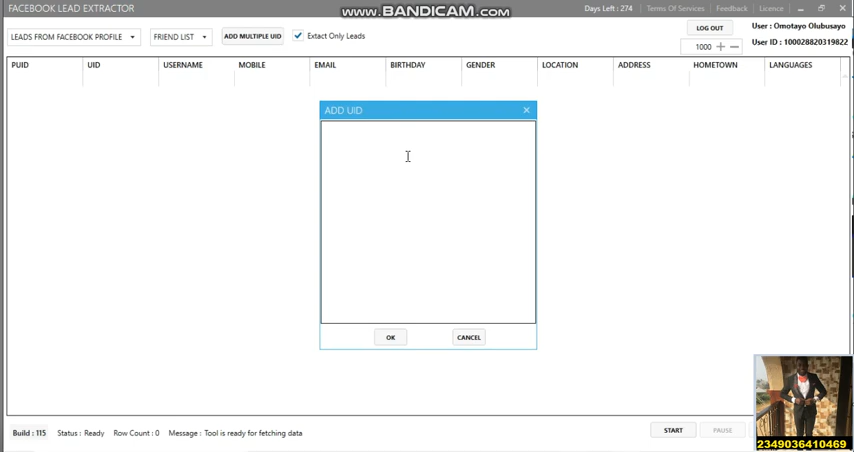 FACEBOOK LEAD EXTRACTOR
www.BANDICAM.com
Days Left : 274
Terms Of Services
Feedback
Licence
LEADS FROM FACEBOOK PROFILE
FRIEND LIST
ADD MULTIPLE UID
Extact Only Leads
LOG OUT
1000
User : Omotayo Olubusayo
User ID : 100028820319822
PUID
UID
USERNAME
MOBILE
EMAIL
BIRTHDAY
GENDER
LOCATION
ADDRESS
HOMETOWN
LANGUAGES
ADD UID
OK
CANCEL
Build : 115
Status : Ready
Row Count : 0
Message : Tool is ready for fetching data
START
PAUSE
2349036410469